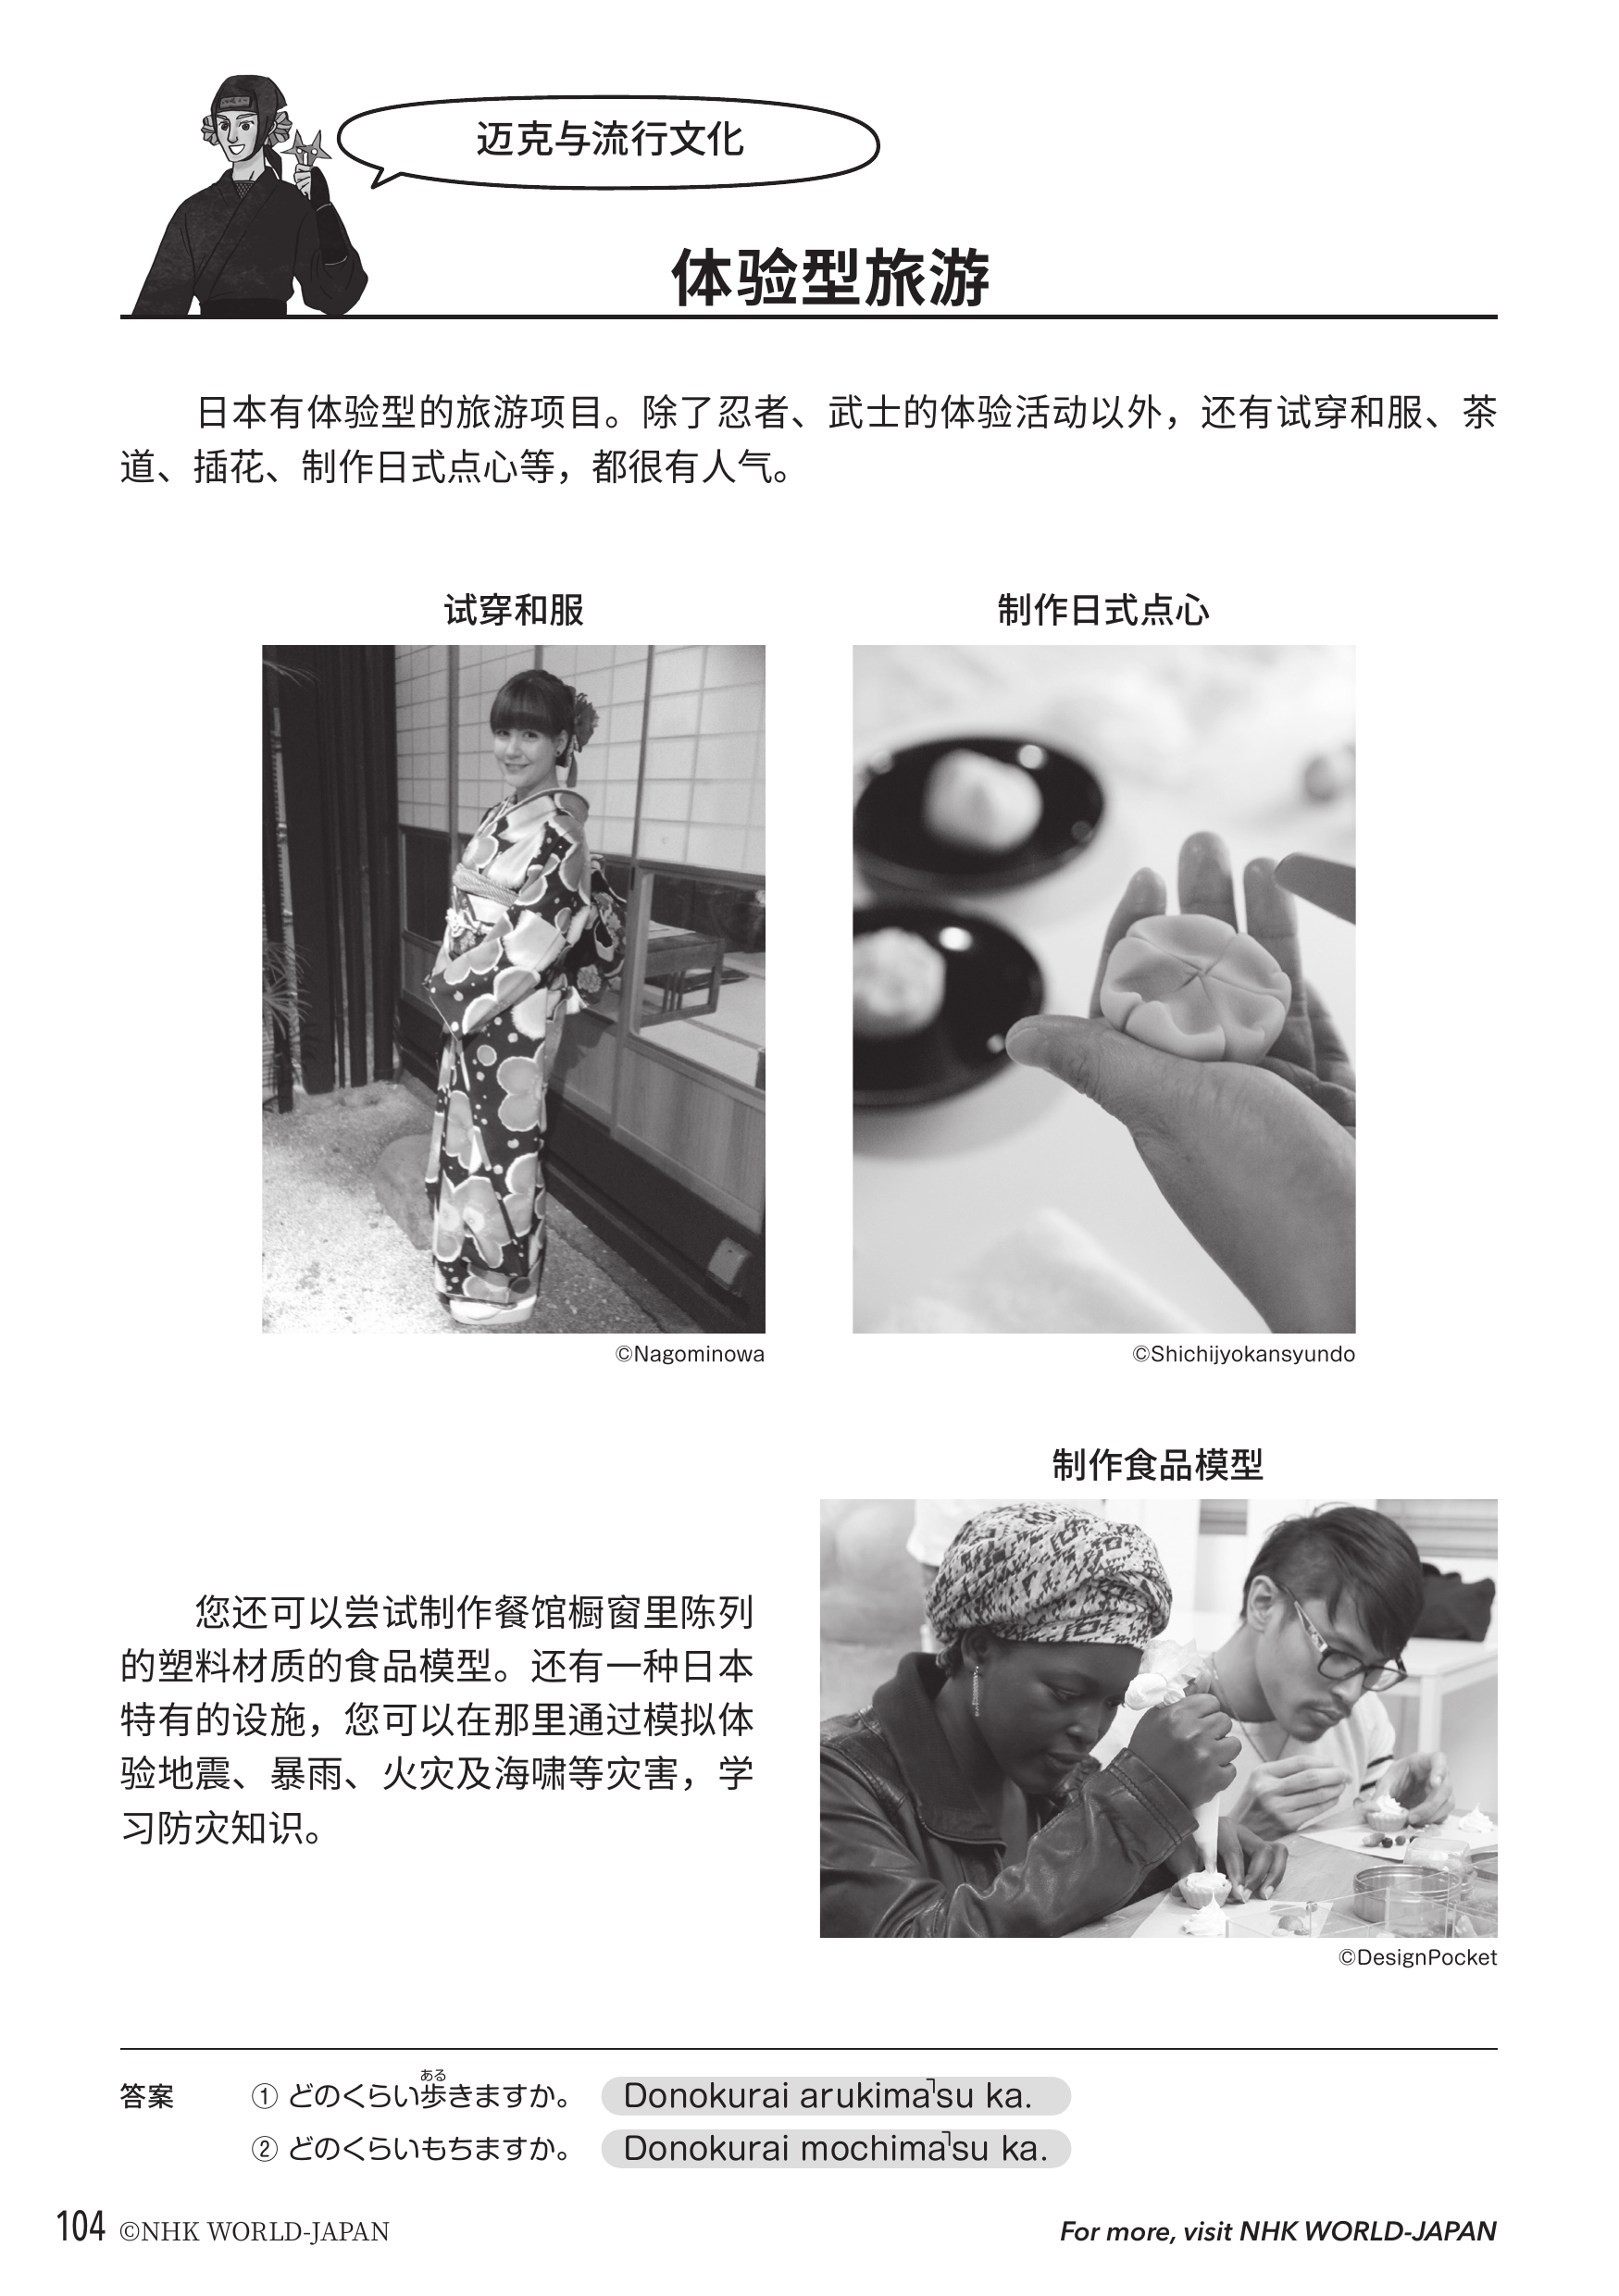 迈克与流行文化
体验型旅游
日本有体验型的旅游项目。除了忍者、武士的体验活动以外，还有试穿和服、茶
道、插花、制作日式点心等，都很有人气。
试穿和服
制作日式点心
©Nagominowa
©Shichijyokansyundo
制作食品模型
您还可以尝试制作餐馆橱窗里陈列
的塑料材质的食品模型。还有一种日本
特有的设施，您可以在那里通过模拟体
验地震、暴雨、火灾及海啸等灾害，学
习防灾知识。
©DesignPocket
ある
答案 ① どのくらい歩きますか。 Donokurai arukima˥su ka.
② どのくらいもちますか。 Donokurai mochima˥su ka.
104 ©NHK WORLD-JAPAN
For more, visit NHK WORLD-JAPAN